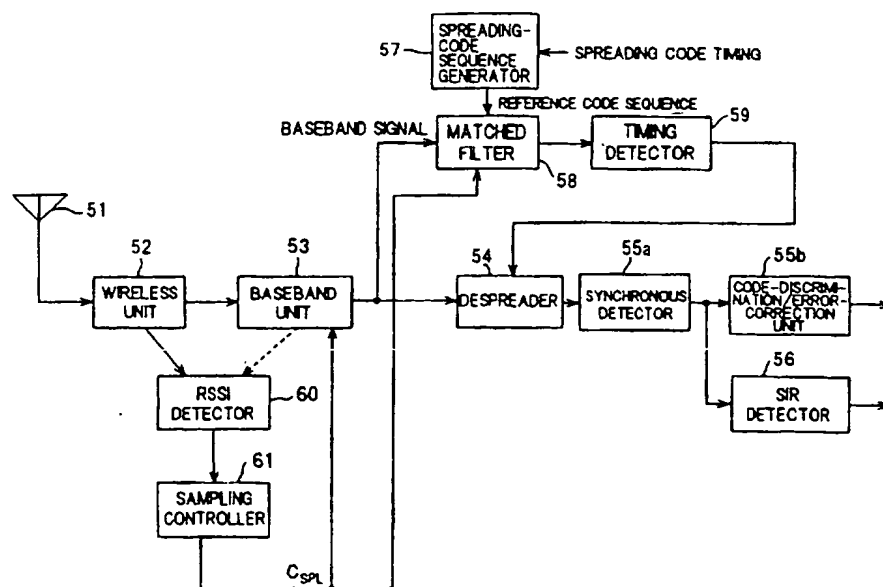 SPREADING-
CODE
SEQUENCE
GENERATOR
57
SPREADING CODE TIMING
REFERENCE CODE SEQUENCE
BASEBAND SIGNAL
MATCHED
FILTER
58
TIMING
DETECTOR
59
51
52
WIRELESS
UNIT
53
BASEBAND
UNIT
54
DESPREADER
55a
SYNCHRONOUS
DETECTOR
55b
CODE-DISCRIMI-
NATION/ERROR-
CORRECTION
UNIT
56
SIR
DETECTOR
RSSI
DETECTOR
60
61
SAMPLING
CONTROLLER
CSPL